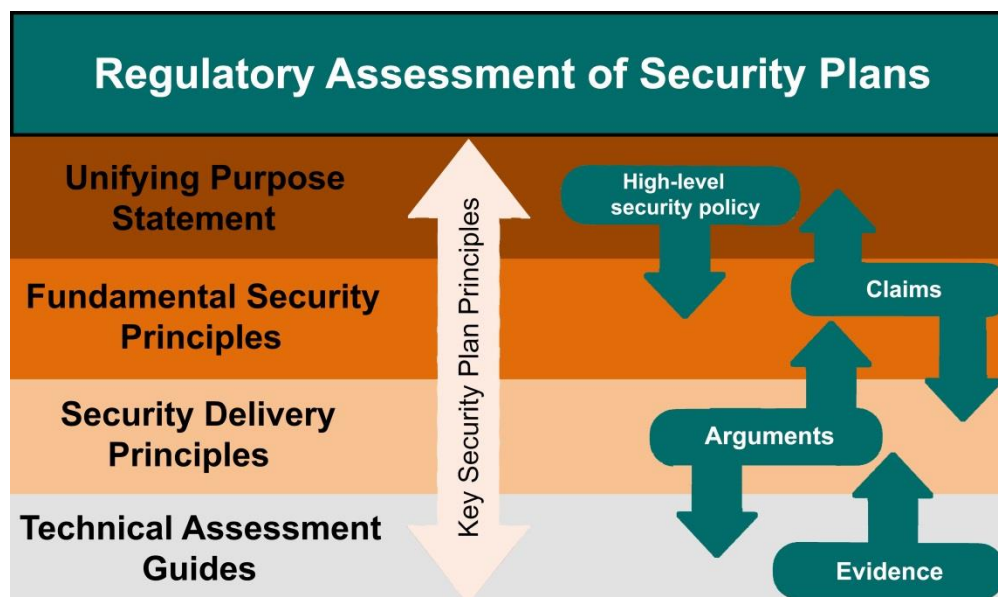 Regulatory Assessment of Security Plans
Unifying Purpose
Statement
High-level
security policy
Key Security Plan Principles
Fundamental Security
Principles
Claims
Security Delivery
Principles
Arguments
Technical Assessment
Guides
Evidence